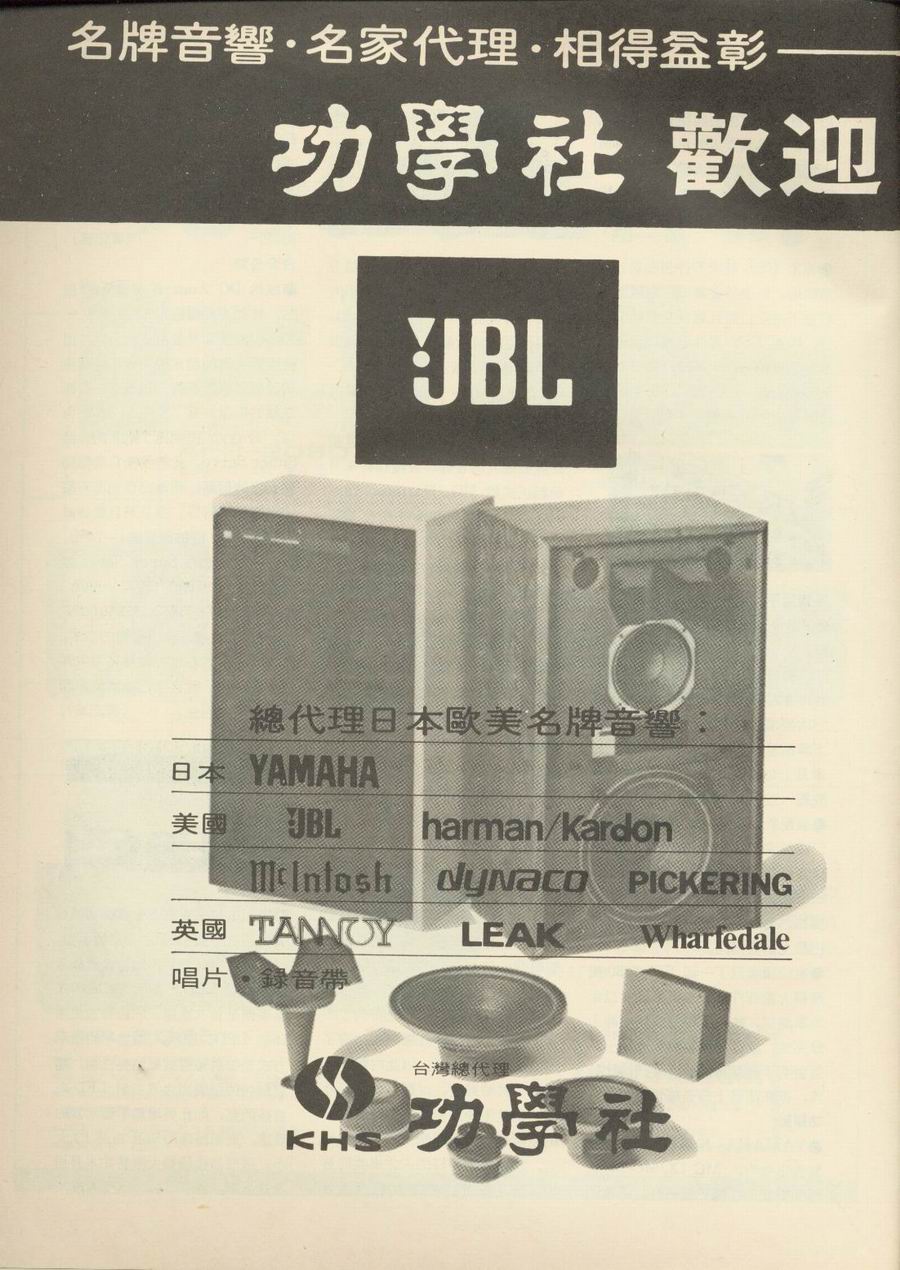 名牌音響·名家代理·相得益彰
功學社 歡迎
JBL
總代理日本歐美名牌音響:
日本 YAMAHA
美國 JBL harman/kardon
McIntosh dynaco PICKERING
英國 TANNOY LEAK Wharfedale
唱片·錄音帶
台灣總代理
KHS 功學社